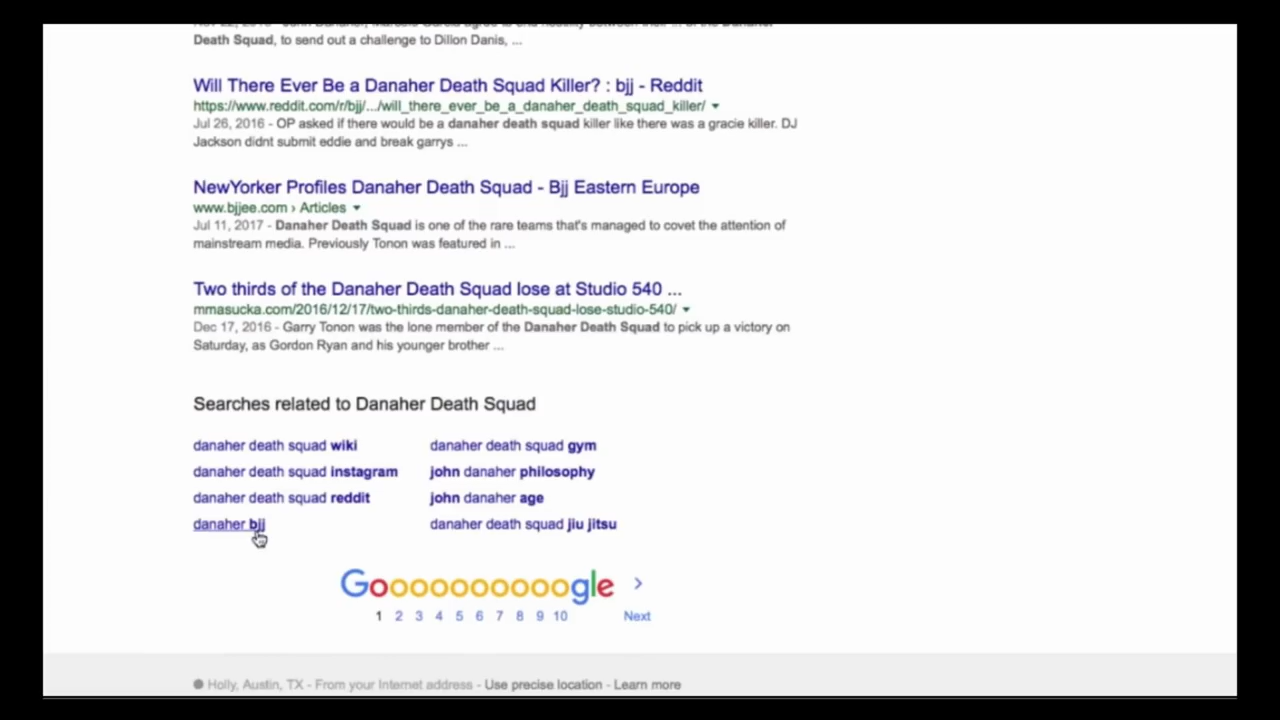 Death Squad, to send out a challenge to Dillon Danis, ...
Will There Ever Be a Danaher Death Squad Killer? : bjj - Reddit
https://www.reddit.com/r/bjj/.../will_there_ever_be_a_danaher_death_squad_killer/
Jul 26, 2016 - OP asked if there would be a danaher death squad killer like there was a gracie killer. DJ
Jackson didnt submit eddie and break garrys ...
NewYorker Profiles Danaher Death Squad - Bjj Eastern Europe
www.bjjee.com › Articles
Jul 11, 2017 - Danaher Death Squad is one of the rare teams that's managed to covet the attention of
mainstream media. Previously Tonon was featured in ...
Two thirds of the Danaher Death Squad lose at Studio 540 ...
mmasucka.com/2016/12/17/two-thirds-danaher-death-squad-lose-studio-540/
Dec 17, 2016 - Garry Tonon was the lone member of the Danaher Death Squad to pick up a victory on
Saturday, as Gordon Ryan and his younger brother ...
Searches related to Danaher Death Squad
danaher death squad wiki
danaher death squad gym
danaher death squad instagram
john danaher philosophy
danaher death squad reddit
john danaher age
danaher bjj
danaher death squad jiu jitsu
Goooooooooogle >
1 2 3 4 5 6 7 8 9 10 Next
Holly, Austin, TX - From your Internet address - Use precise location - Learn more